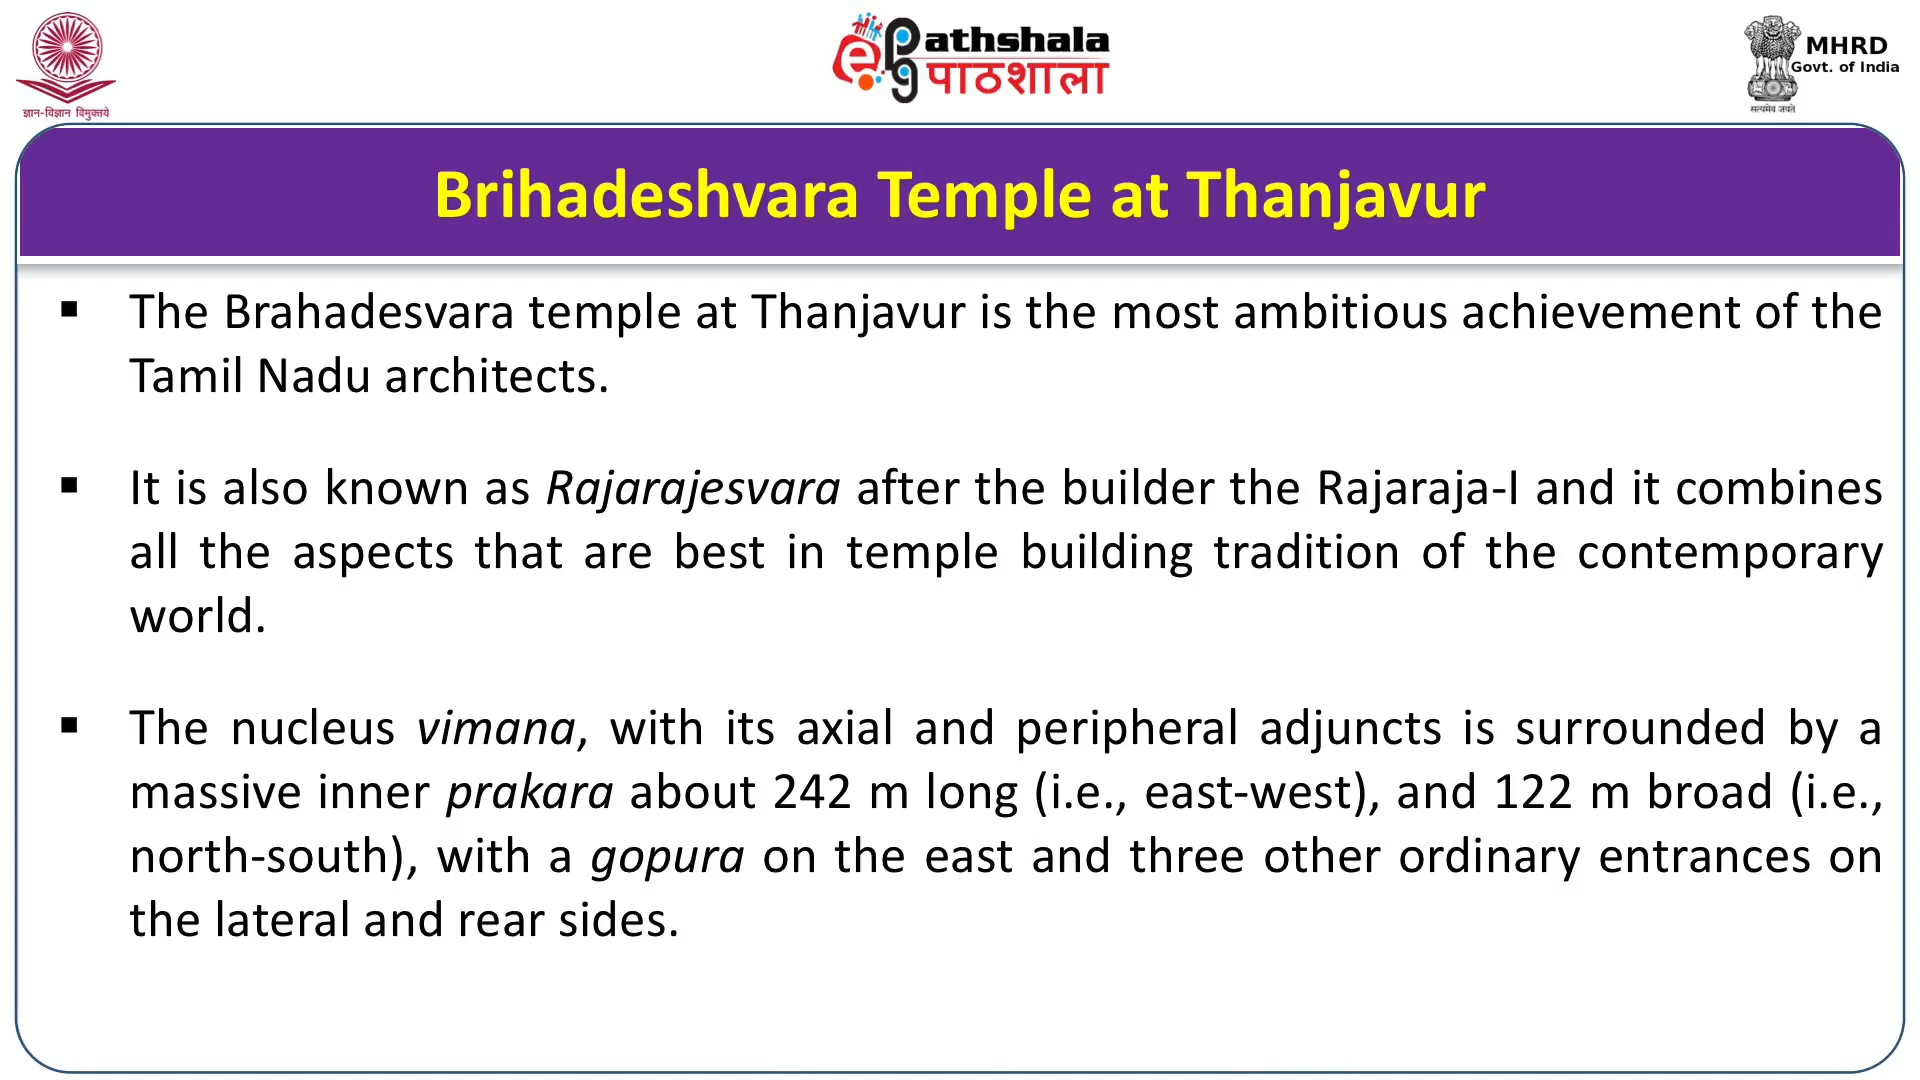 ज्ञान-विज्ञान विमुक्तये
e pg athshala
पाठशाला
MHRD
Govt. of India
सत्यमेव जयते
Brihadeshvara Temple at Thanjavur
▪ The Brahadesvara temple at Thanjavur is the most ambitious achievement of the
Tamil Nadu architects.
▪ It is also known as Rajarajesvara after the builder the Rajaraja-I and it combines
all the aspects that are best in temple building tradition of the contemporary
world.
▪ The nucleus vimana, with its axial and peripheral adjuncts is surrounded by a
massive inner prakara about 242 m long (i.e., east-west), and 122 m broad (i.e.,
north-south), with a gopura on the east and three other ordinary entrances on
the lateral and rear sides.